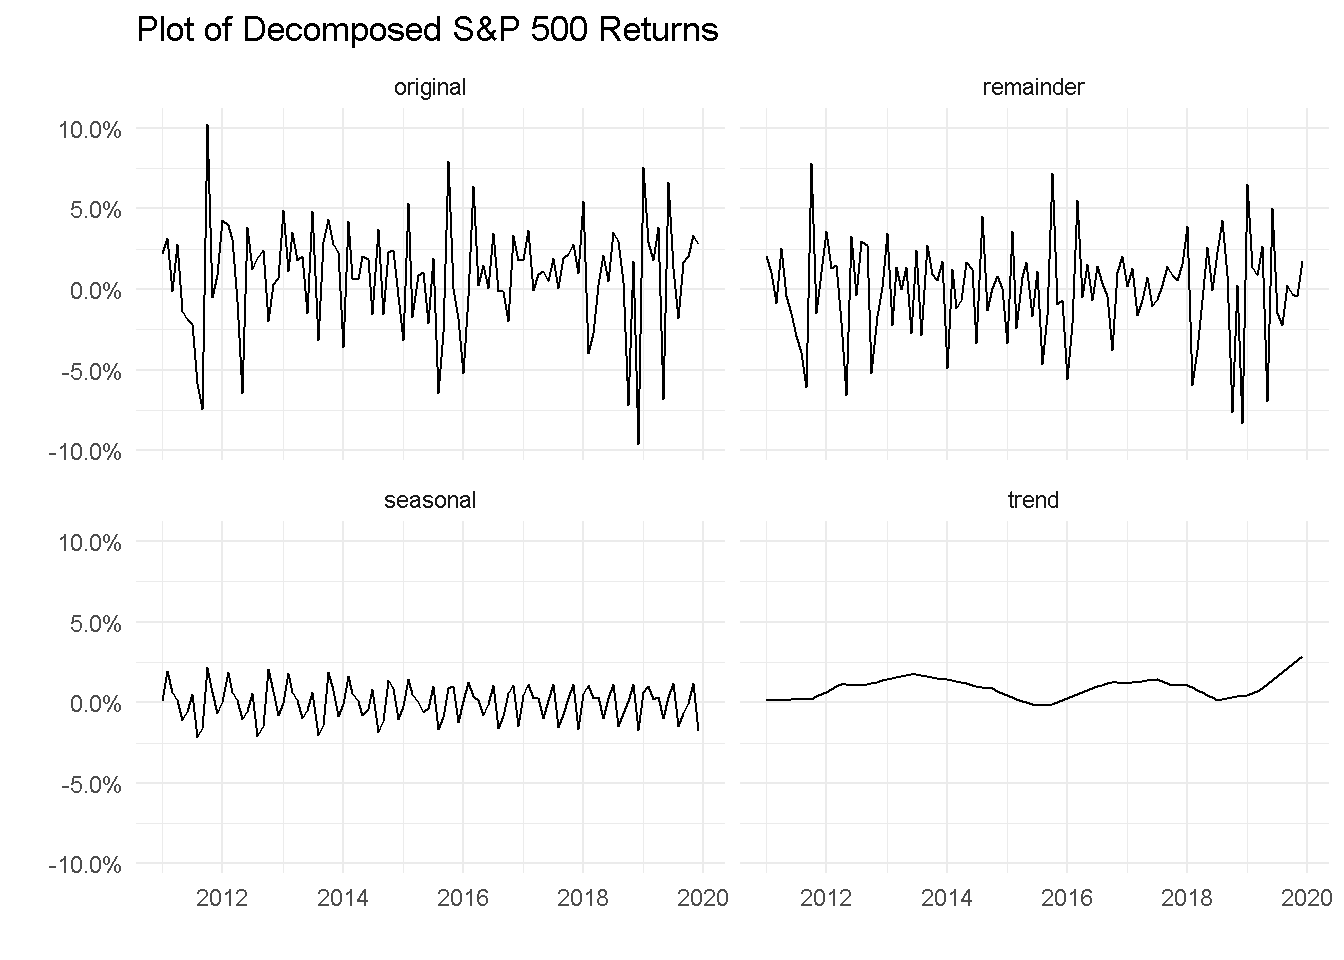 Plot of Decomposed S&P 500 Returns
original
remainder
10.0%
5.0%
0.0%
-5.0%
-10.0%
seasonal
trend
10.0%
5.0%
0.0%
-5.0%
-10.0%
2012 2014 2016 2018 2020 2012 2014 2016 2018 2020